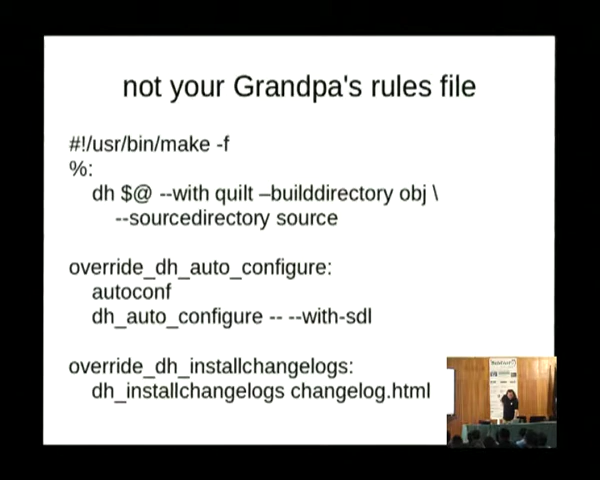 not your Grandpa's rules file
#!/usr/bin/make -f
%:
dh $@ --with quilt –builddirectory obj \
--sourcedirectory source
override_dh_auto_configure:
autoconf
dh_auto_configure -- --with-sdl
override_dh_installchangelogs:
dh_installchangelogs changelog.html